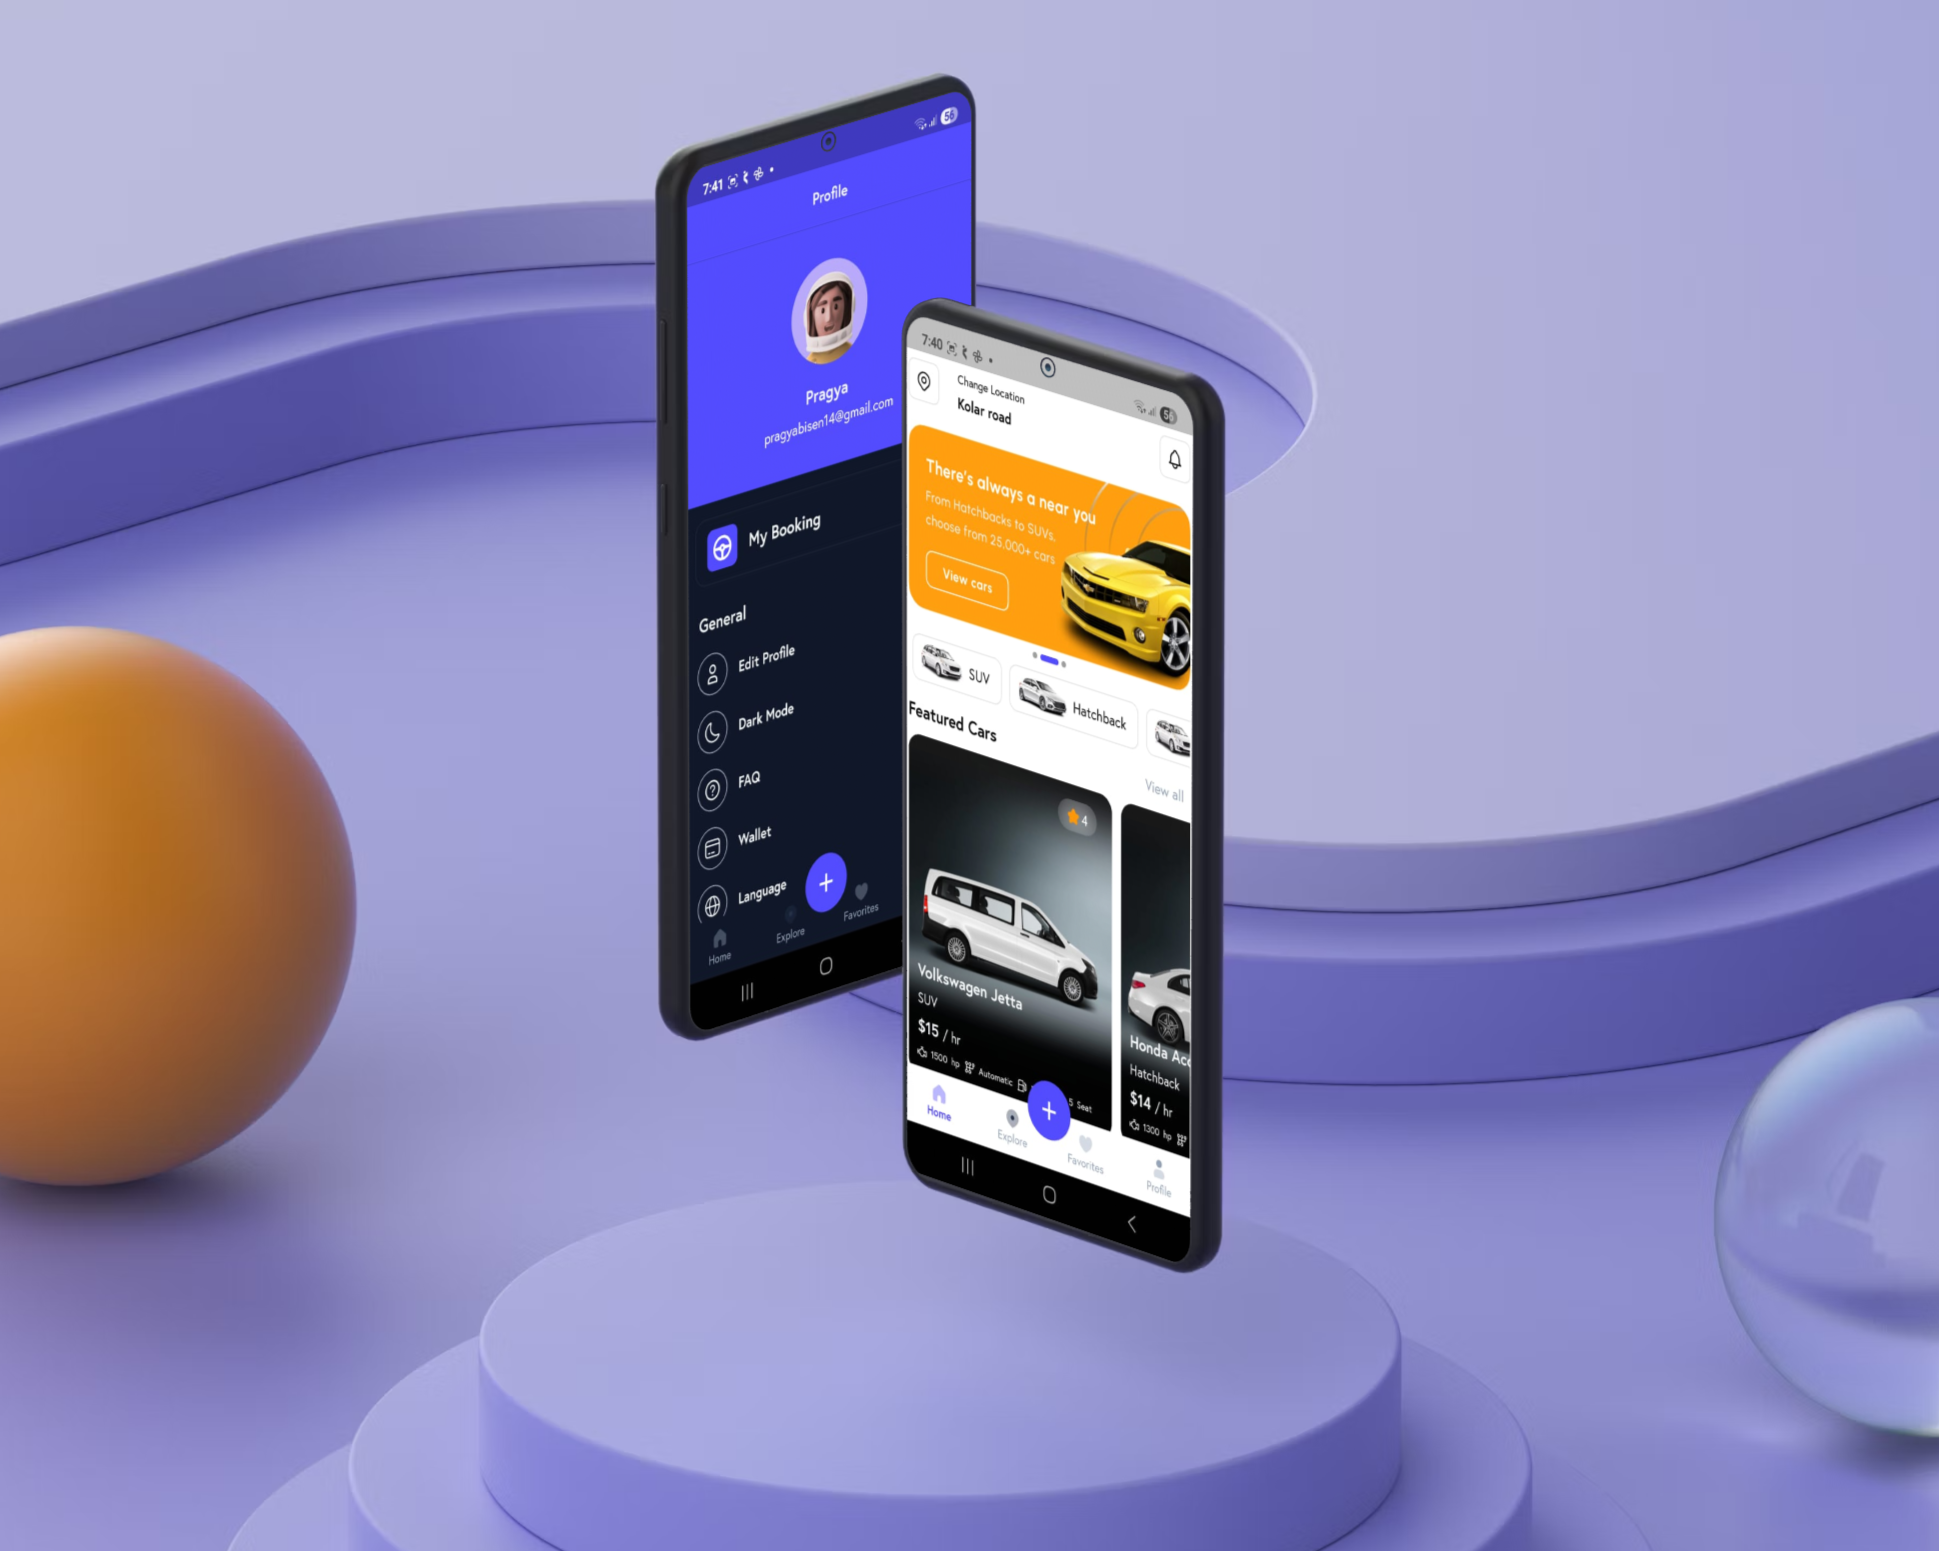 7:41
56
Profile
Pragya
pragyabisen14@gmail.com
My Booking
General
Edit Profile
Dark Mode
FAQ
Wallet
Language
Home
Explore
Favorites
7:40
56
Change Location
Kolar road
There's always a near you
From Hatchbacks to SUVs,
choose from 25,000+ cars
View cars
SUV
Hatchback
Featured Cars
View all
4
Volkswagen Jetta
SUV
$15 / hr
1500 hp Automatic 5 Seat
Honda Acc
Hatchback
$14 / hr
1300 hp
Home
Explore
Favorites
Profile